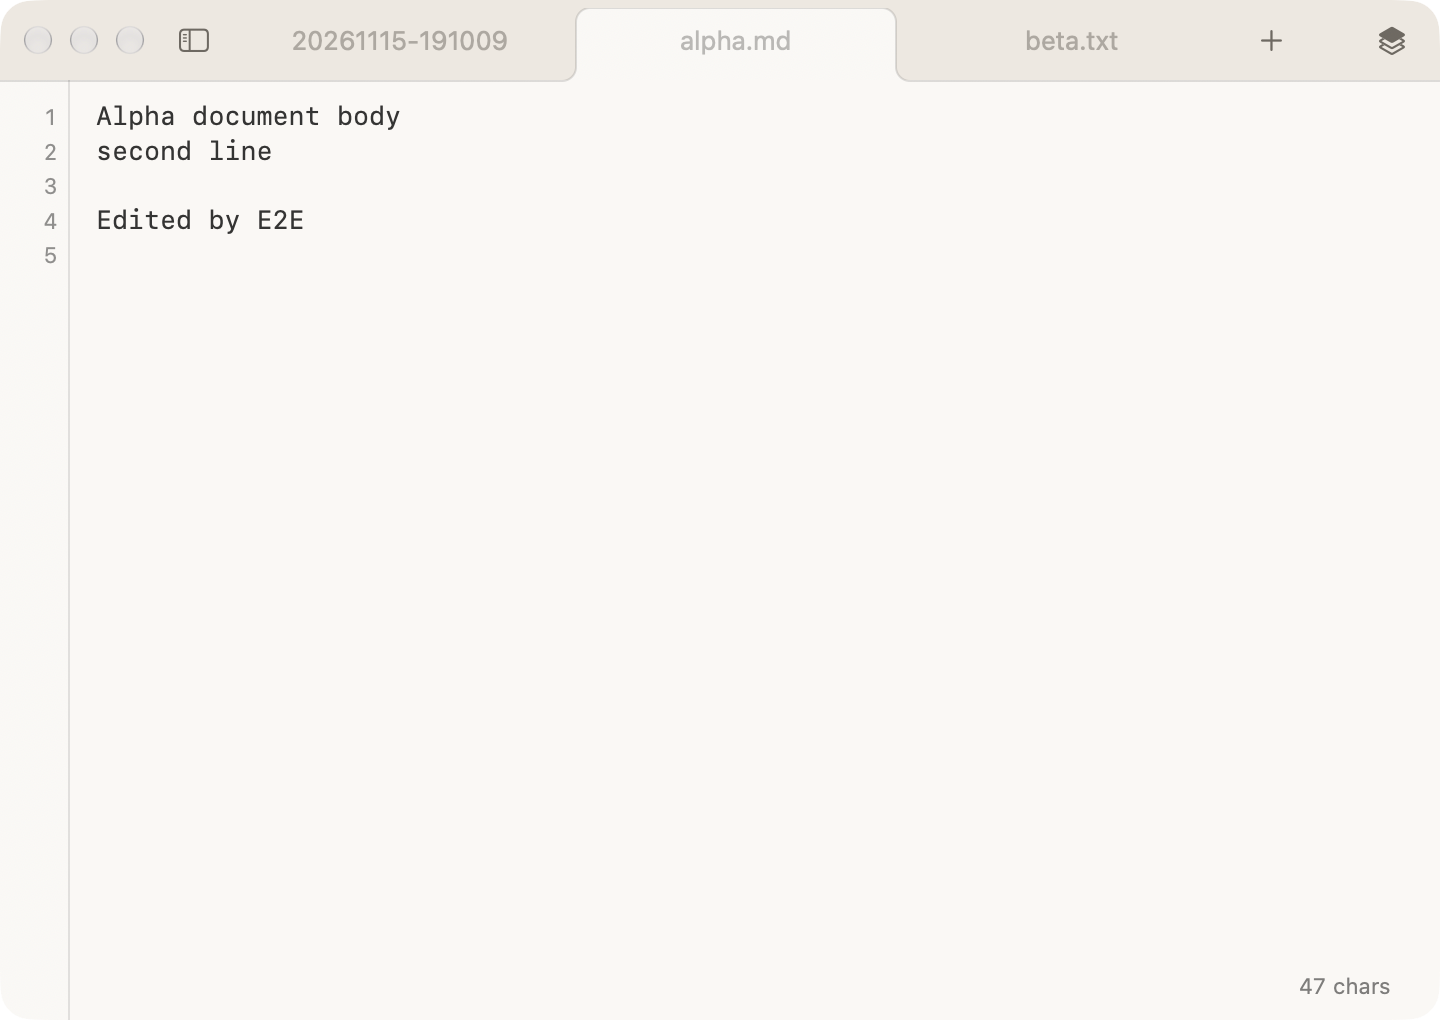 20261115-191009 alpha.md beta.txt
1 Alpha document body
2 second line
3
4 Edited by E2E
5
47 chars